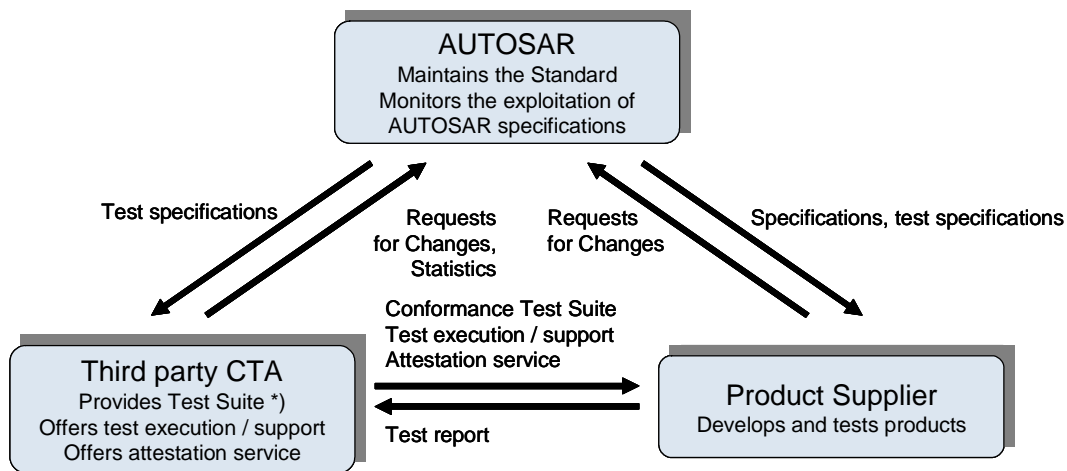 AUTOSAR
Maintains the Standard
Monitors the exploitation of
AUTOSAR specifications
Test specifications
Requests
for Changes,
Statistics
Requests
for Changes
Specifications, test specifications
Conformance Test Suite
Test execution / support
Attestation service
Third party CTA
Provides Test Suite *)
Offers test execution / support
Offers attestation service
Test report
Product Supplier
Develops and tests products